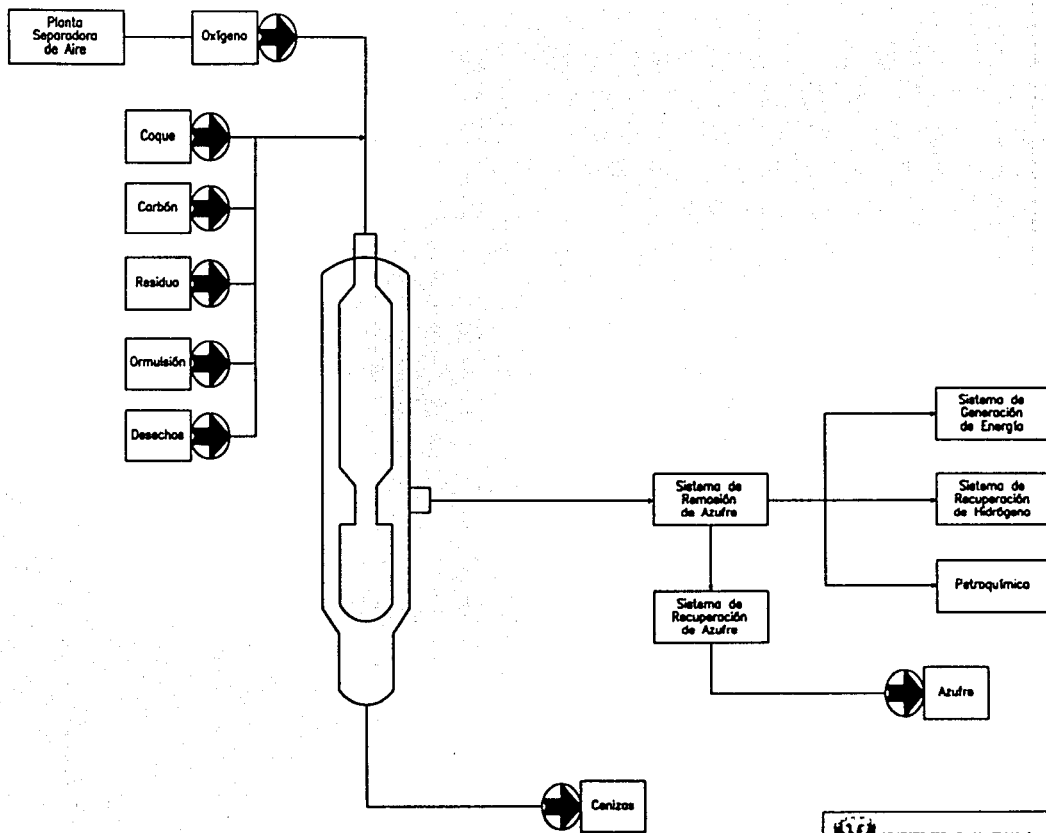 Planta
Separadora
de Aire
Oxígeno
Coque
Carbón
Residuo
Ormulsión
Desechos
Sistema de
Generación
de Energía
Sistema de
Remosión
de Azufre
Sistema de
Recuperación
de Hidrógeno
Petroquímica
Sistema de
Recuperación
de Azufre
Azufre
Cenizas